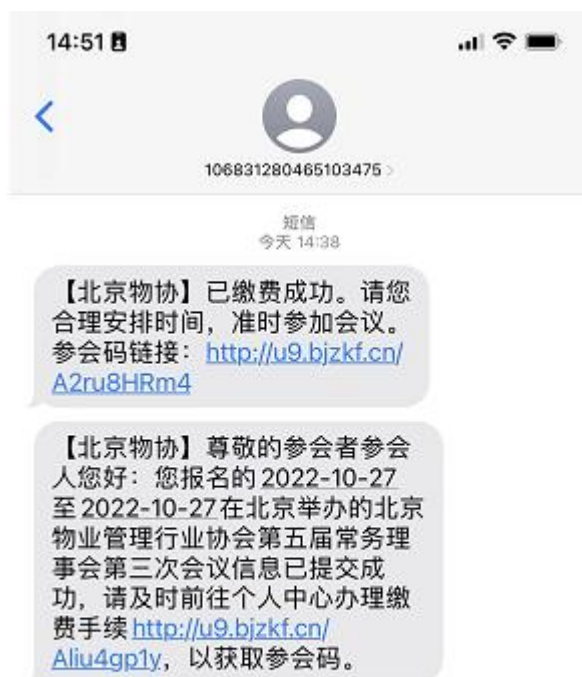 14:51
106831280465103475
短信
今天 14:38
【北京物协】已缴费成功。请您
合理安排时间，准时参加会议。
参会码链接：http://u9.bjzkf.cn/
A2ru8HRm4
【北京物协】尊敬的参会者参会
人您好：您报名的2022-10-27
至2022-10-27在北京举办的北京
物业管理行业协会第五届常务理
事会第三次会议信息已提交成
功，请及时前往个人中心办理缴
费手续http://u9.bjzkf.cn/
Aliu4gp1y，以获取参会码。